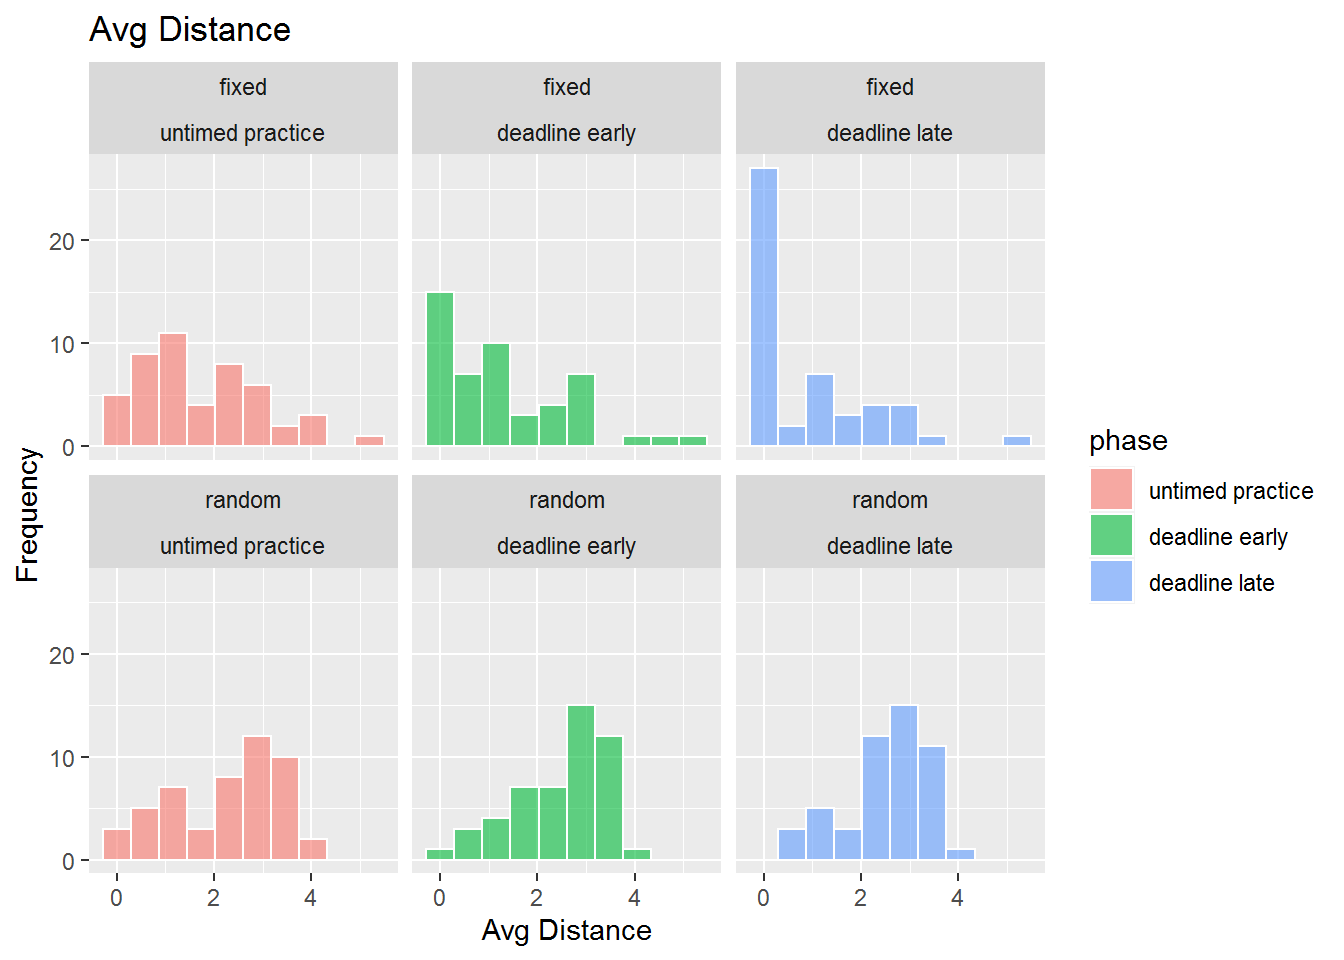 Avg Distance
fixed
untimed practice
fixed
deadline early
fixed
deadline late
20
10
0
random
untimed practice
random
deadline early
random
deadline late
20
10
0
0
2
4
0
2
4
0
2
4
Avg Distance
Frequency
phase
untimed practice
deadline early
deadline late